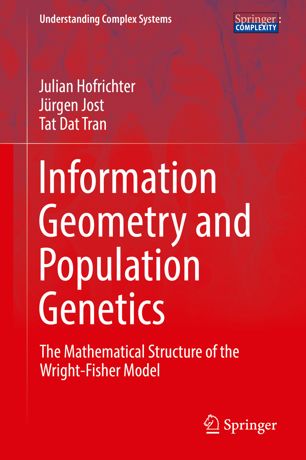 Understanding Complex Systems
Springer:
COMPLEXITY
Julian Hofrichter
Jürgen Jost
Tat Dat Tran
Information
Geometry and
Population
Genetics
The Mathematical Structure of the
Wright-Fisher Model
Springer